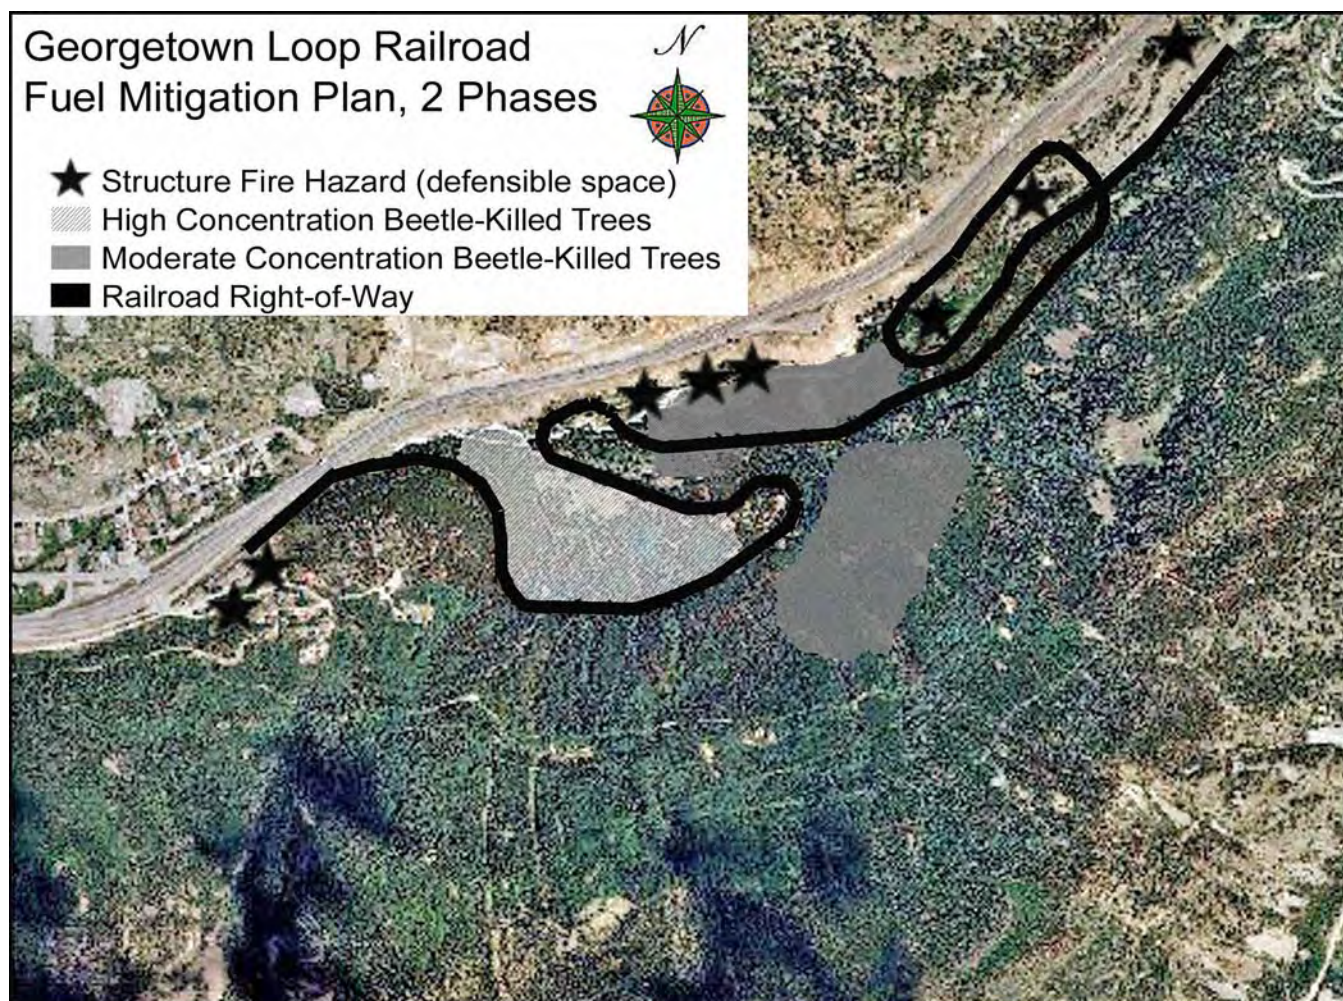 Georgetown Loop Railroad
Fuel Mitigation Plan, 2 Phases
N
Structure Fire Hazard (defensible space)
High Concentration Beetle-Killed Trees
Moderate Concentration Beetle-Killed Trees
Railroad Right-of-Way